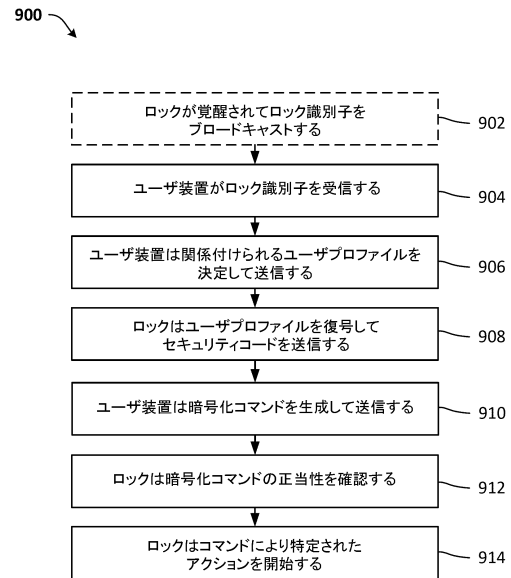 900
ロックが覚醒されてロック識別子を
ブロードキャストする
902
ユーザ装置がロック識別子を受信する
904
ユーザ装置は関係付けられるユーザプロファイルを
決定して送信する
906
ロックはユーザプロファイルを復号して
セキュリティコードを送信する
908
ユーザ装置は暗号化コマンドを生成して送信する
910
ロックは暗号化コマンドの正当性を確認する
912
ロックはコマンドにより特定された
アクションを開始する
914